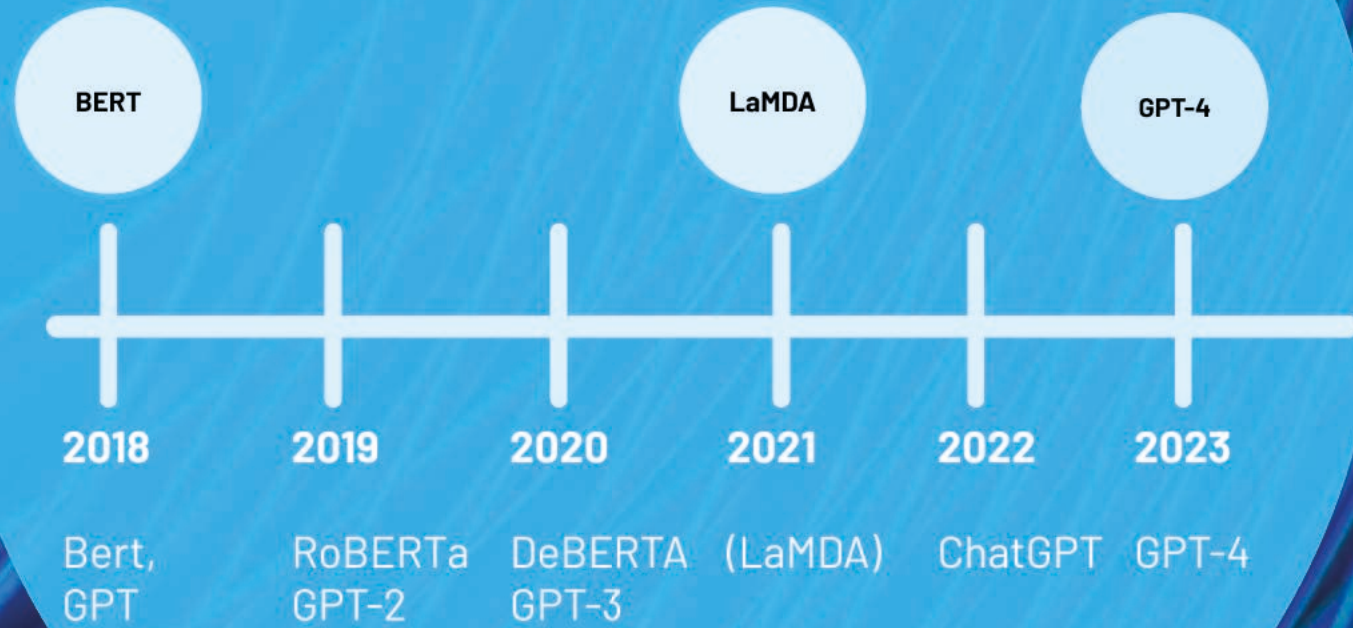 BERT
LaMDA
GPT-4
2018
2019
2020
2021
2022
2023
Bert,
GPT
RoBERTa
GPT-2
DeBERTA
GPT-3
(LaMDA)
ChatGPT
GPT-4